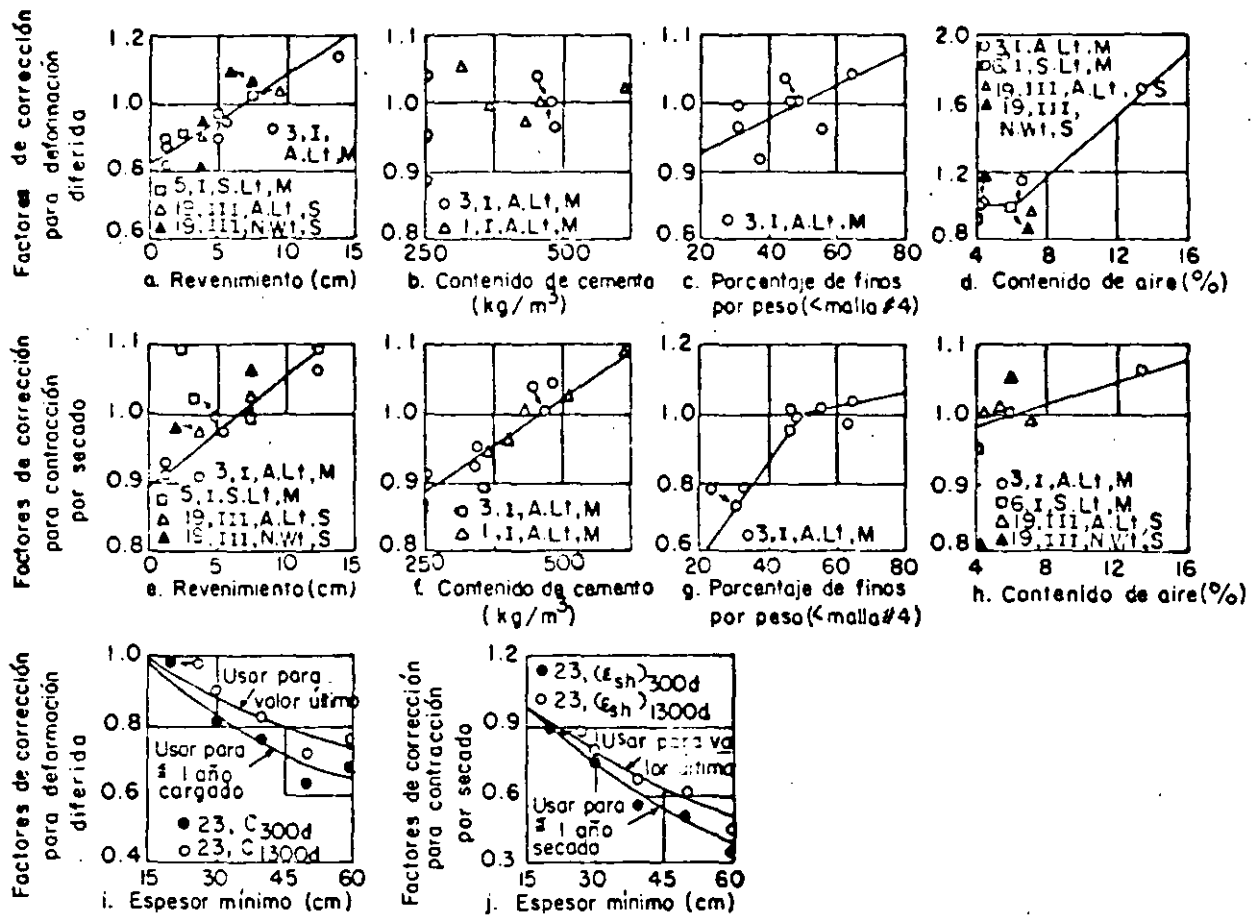 Factores de corrección
para deformación
diferida
1.2
1.0
0.8
0.6
0 5 10 15
3, I,
A.Lt, M
5, I, S.Lt, M
19, III, A.Lt, S
19, III, N.Wt, S
a. Revenimiento (cm)
1.1
1.0
0.9
0.8
250 500
3, I, A.Lt, M
1, I, A.Lt, M
b. Contenido de cemento
(kg/m³)
1.1
1.0
0.9
0.8
20 40 60 80
3, I, A.Lt, M
c. Porcentaje de finos
por peso (<malla #4)
2.0
1.6
1.2
0.8
4 8 12 16
3, I, A.Lt, M
6, I, S.Lt, M
19, III, A.Lt, S
19, III,
N.Wt, S
d. Contenido de aire (%)
Factores de corrección
para contracción
por secado
1.1
1.0
0.9
0.8
0 5 10 15
3, I, A.Lt, M
5, I, S.Lt, M
19, III, A.Lt, S
19, III, N.Wt, S
e. Revenimiento (cm)
1.1
1.0
0.9
0.8
250 500
3, I, A.Lt, M
1, I, A.Lt, M
f. Contenido de cemento
(kg/m³)
1.2
1.0
0.8
0.6
20 40 60 80
3, I, A.Lt, M
g. Porcentaje de finos
por peso (<malla #4)
1.1
1.0
0.9
0.8
4 8 12 16
3, I, A.Lt, M
6, I, S.Lt, M
19, III, A.Lt, S
19, III, N.Wt, S
h. Contenido de aire (%)
Factores de corrección
para deformación
diferida
1.0
0.8
0.6
0.4
15 30 45 60
Usar para
valor último
Usar para
1 año
cargado
23, C300d
23, C1300d
i. Espesor mínimo (cm)
Factores de corrección
para contracción
por secado
1.2
0.9
0.6
0.3
15 30 45 60
23, (εsh)300d
23, (εsh)1300d
Usar para va
lor último
Usar para
1 año
secado
j. Espesor mínimo (cm)